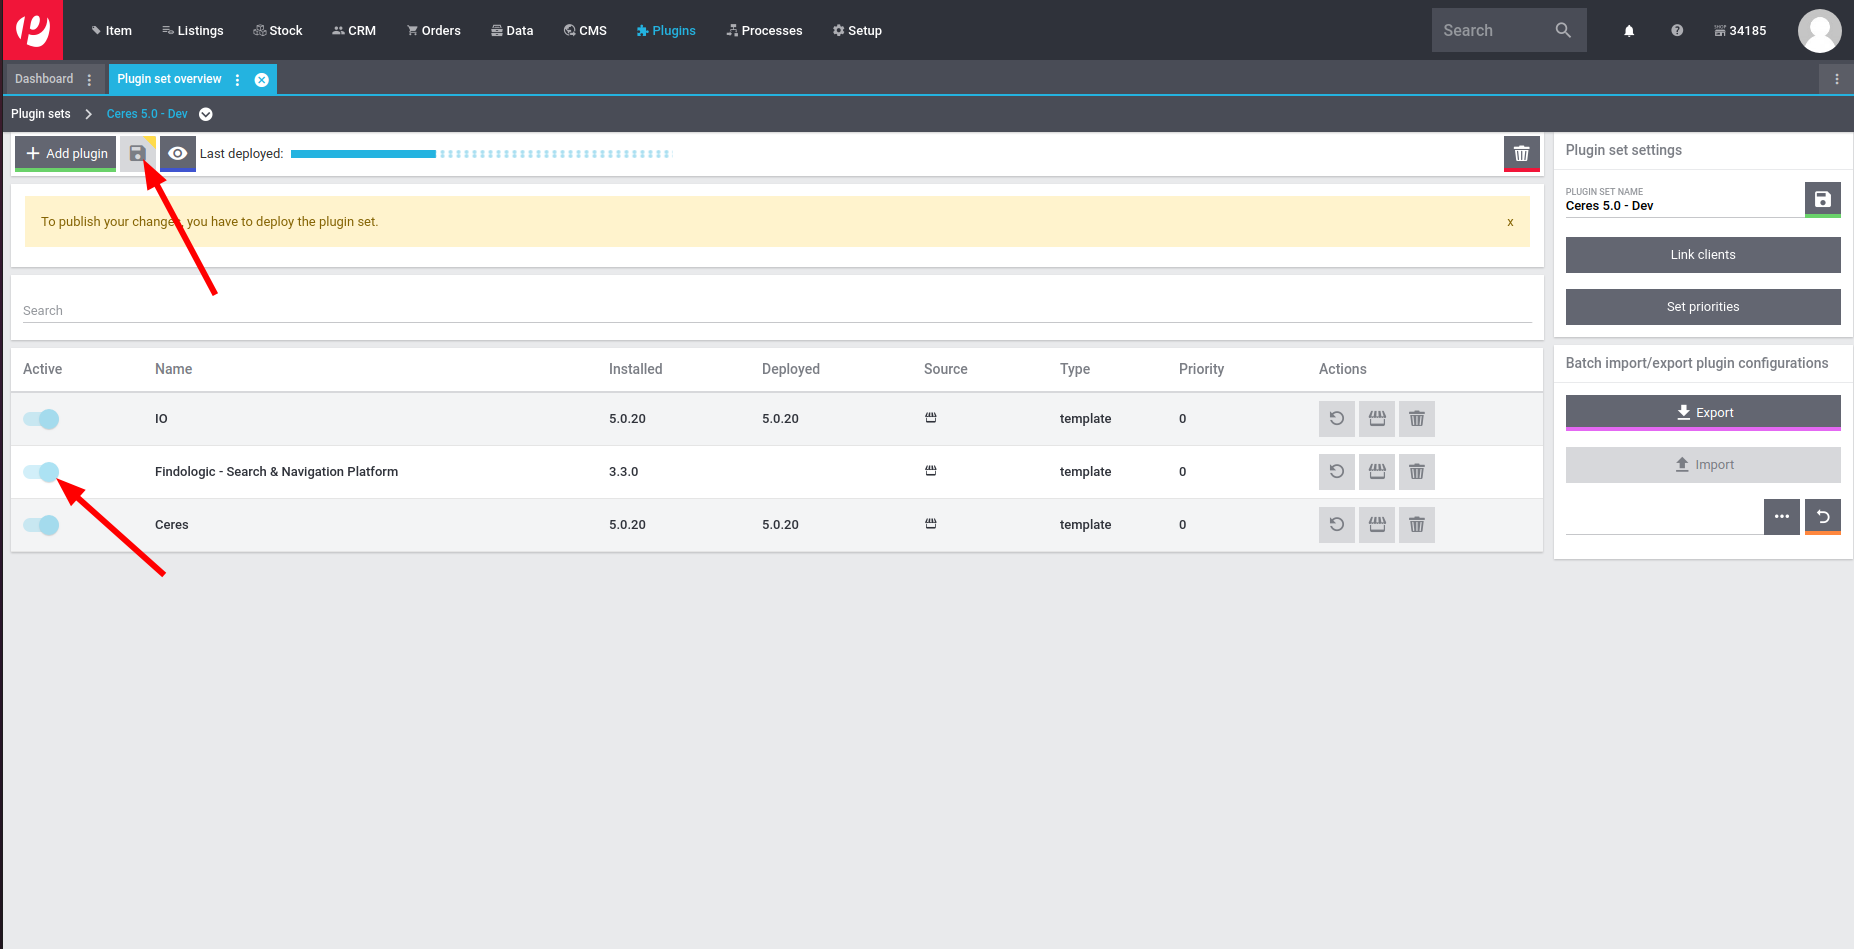 Item Listings Stock CRM Orders Data CMS Plugins Processes Setup Search 34185
Dashboard Plugin set overview
Plugin sets Ceres 5.0 - Dev
Add plugin Last deployed:
To publish your changes, you have to deploy the plugin set. x
Search
Active Name Installed Deployed Source Type Priority Actions
IO 5.0.20 5.0.20 template 0
Findologic - Search & Navigation Platform 3.3.0 template 0
Ceres 5.0.20 5.0.20 template 0
Plugin set settings
PLUGIN SET NAME
Ceres 5.0 - Dev
Link clients
Set priorities
Batch import/export plugin configurations
Export
Import